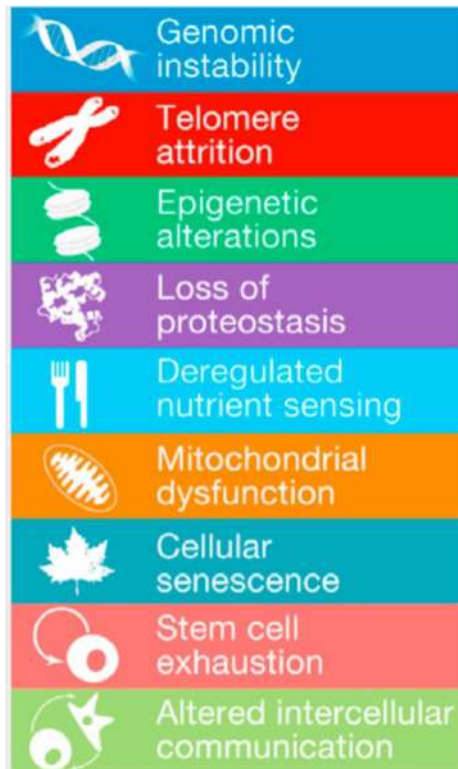 Genomic
instability
Telomere
attrition
Epigenetic
alterations
Loss of
proteostasis
Deregulated
nutrient sensing
Mitochondrial
dysfunction
Cellular
senescence
Stem cell
exhaustion
Altered intercellular
communication